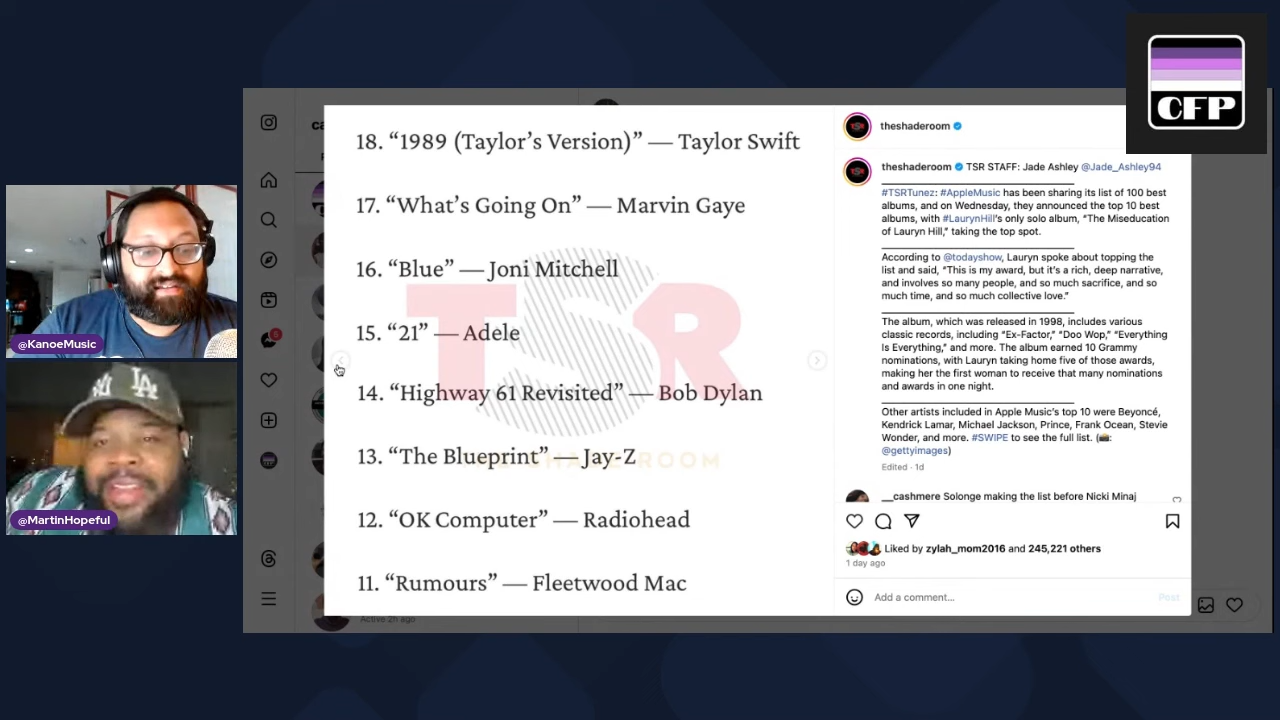 CFP
ca
18. “1989 (Taylor’s Version)” — Taylor Swift
17. “What’s Going On” — Marvin Gaye
16. “Blue” — Joni Mitchell
15. “21” — Adele
14. “Highway 61 Revisited” — Bob Dylan
13. “The Blueprint” — Jay-Z
12. “OK Computer” — Radiohead
11. “Rumours” — Fleetwood Mac
TSR
ROOM
Active 2h ago
6
theshaderoom
theshaderoom TSR STAFF: Jade Ashley @Jade_Ashley94
#TSRTunez: #AppleMusic has been sharing its list of 100 best
albums, and on Wednesday, they announced the top 10 best
albums, with #LaurynHill’s only solo album, “The Miseducation
of Lauryn Hill,” taking the top spot.
According to @todayshow, Lauryn spoke about topping the
list and said, “This is my award, but it’s a rich, deep narrative,
and involves so many people, and so much sacrifice, and so
much time, and so much collective love.”
The album, which was released in 1998, includes various
classic records, including “Ex-Factor,” “Doo Wop,” “Everything
Is Everything,” and more. The album earned 10 Grammy
nominations, with Lauryn taking home five of those awards,
making her the first woman to receive that many nominations
and awards in one night.
Other artists included in Apple Music’s top 10 were Beyoncé,
Kendrick Lamar, Michael Jackson, Prince, Frank Ocean, Stevie
Wonder, and more. #SWIPE to see the full list. (📸:
@gettyimages)
Edited · 1d
__cashmere Solonge making the list before Nicki Minaj
Liked by zylah_mom2016 and 245,221 others
1 day ago
Add a comment...
Post
@KanoeMusic
LA
@MartinHopeful